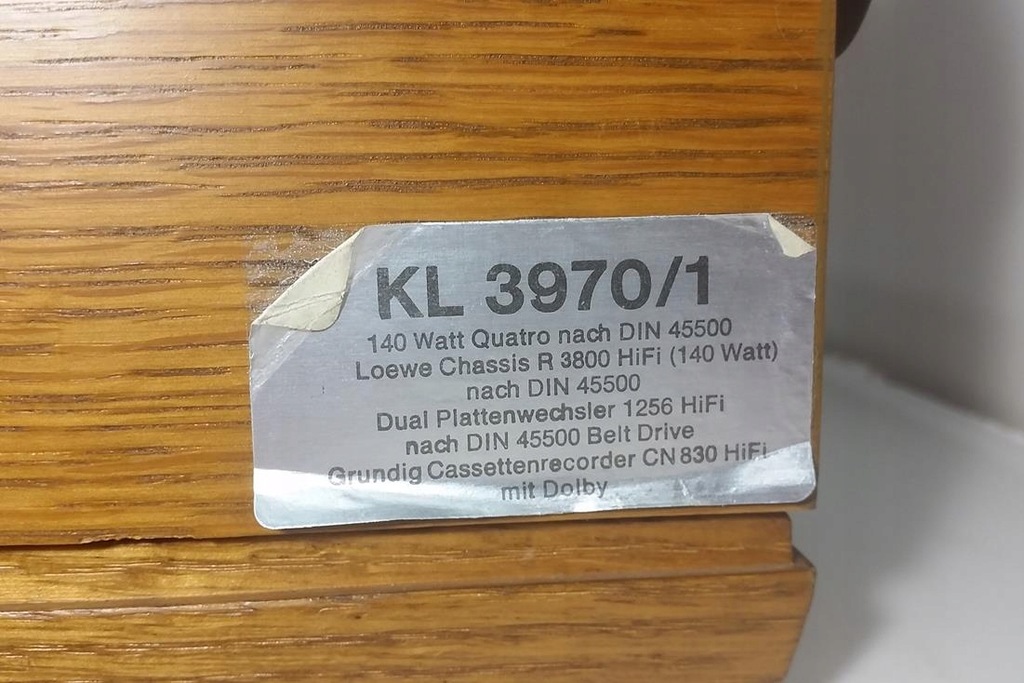 KL 3970/1
140 Watt Quatro nach DIN 45500
Loewe Chassis R 3800 HiFi (140 Watt)
nach DIN 45500
Dual Plattenwechsler 1256 HiFi
nach DIN 45500 Belt Drive
Grundig Cassettenrecorder CN 830 HiFi
mit Dolby